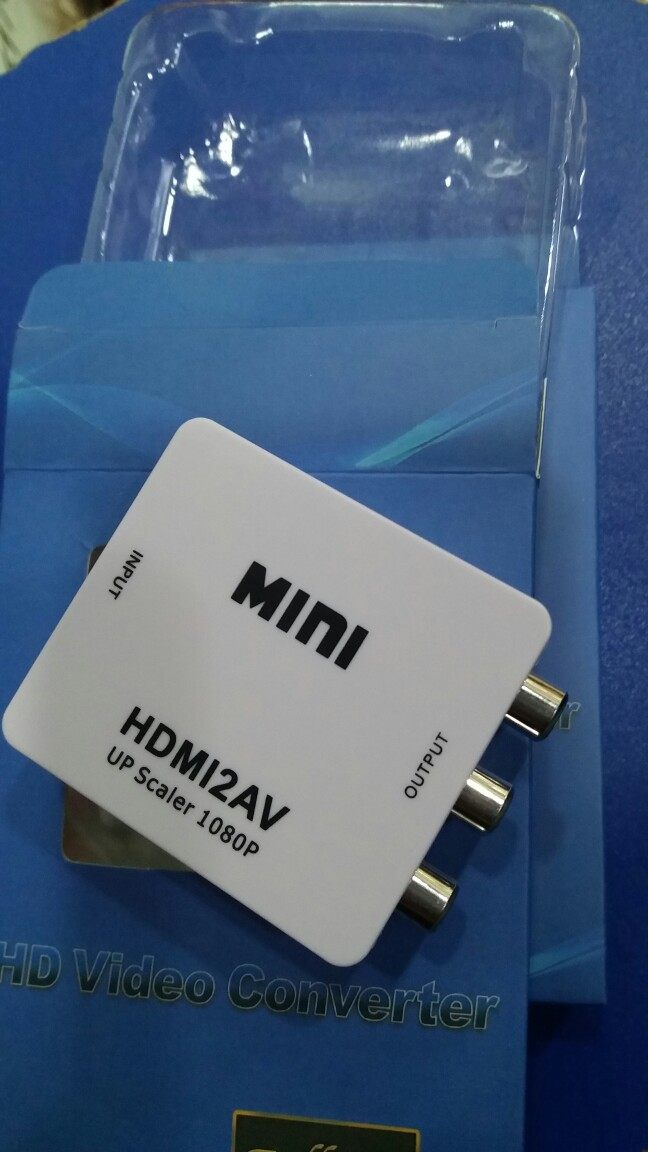 INPUT
MINI
HDMI2AV
UP Scaler 1080P
OUTPUT
HD Video Converter
r